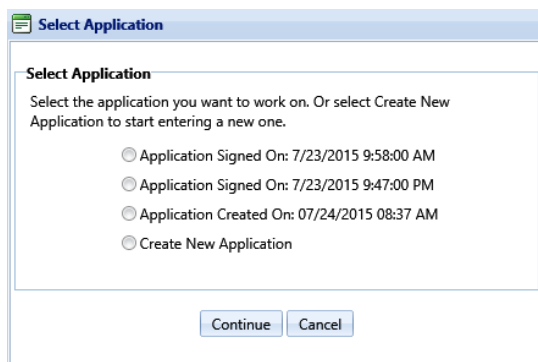 Select Application
Select Application
Select the application you want to work on. Or select Create New
Application to start entering a new one.
Application Signed On: 7/23/2015 9:58:00 AM
Application Signed On: 7/23/2015 9:47:00 PM
Application Created On: 07/24/2015 08:37 AM
Create New Application
Continue Cancel